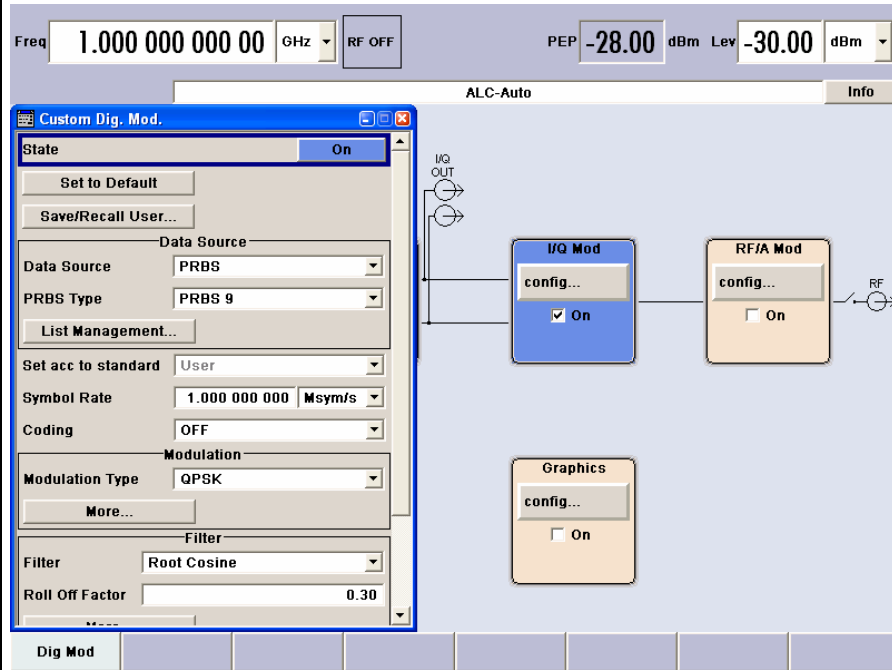 Freq 1.000 000 000 00 GHz RF OFF PEP -28.00 dBm Lev -30.00 dBm
ALC-Auto Info
Custom Dig. Mod.
State On
Set to Default
Save/Recall User...
Data Source
Data Source PRBS
PRBS Type PRBS 9
List Management...
Set acc to standard User
Symbol Rate 1.000 000 000 Msym/s
Coding OFF
Modulation
Modulation Type QPSK
More...
Filter
Filter Root Cosine
Roll Off Factor 0.30
I/Q
OUT
I/Q Mod
config...
On
RF/A Mod
config...
On
RF
Graphics
config...
On
Dig Mod